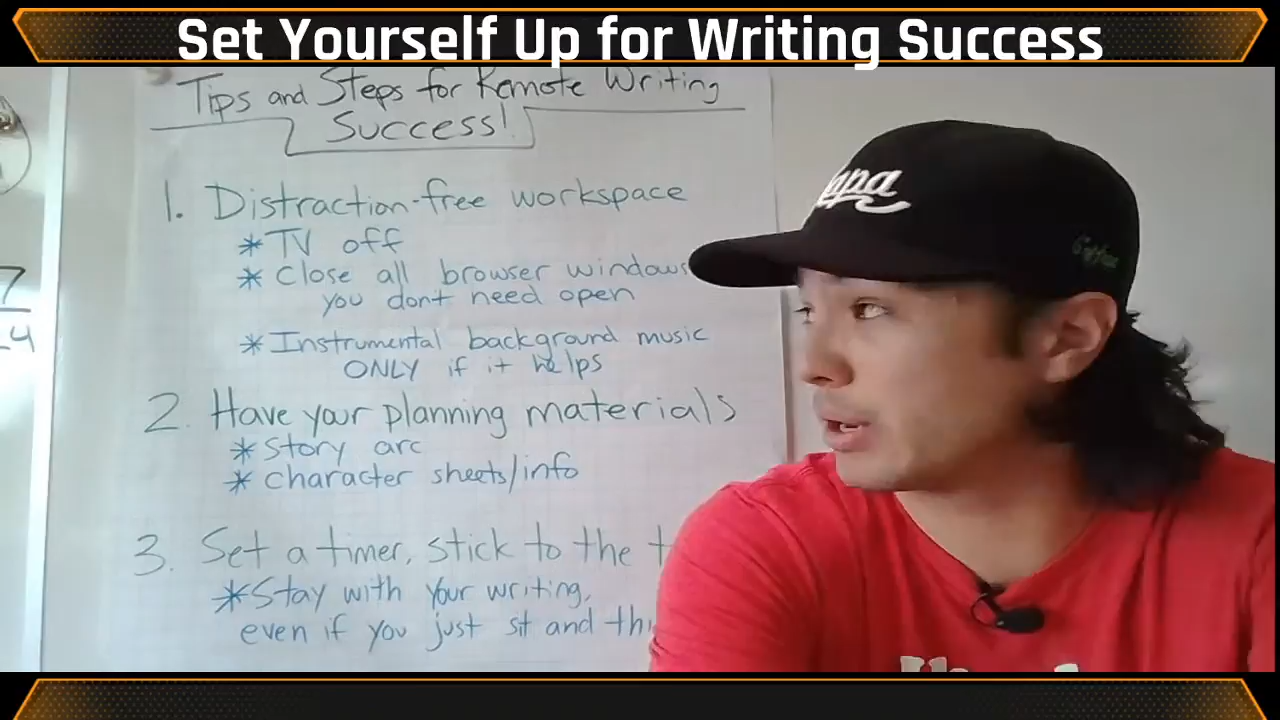 Set Yourself Up for Writing Success
Tips and Steps for Remote Writing
Success!
1. Distraction-free workspace
* TV off
* Close all browser windows
you don't need open
* Instrumental background music
ONLY if it helps
2. Have your planning materials
* Story arc
* Character sheets/info
3. Set a timer, stick to the t
* Stay with your writing,
even if you just sit and thi
7
24